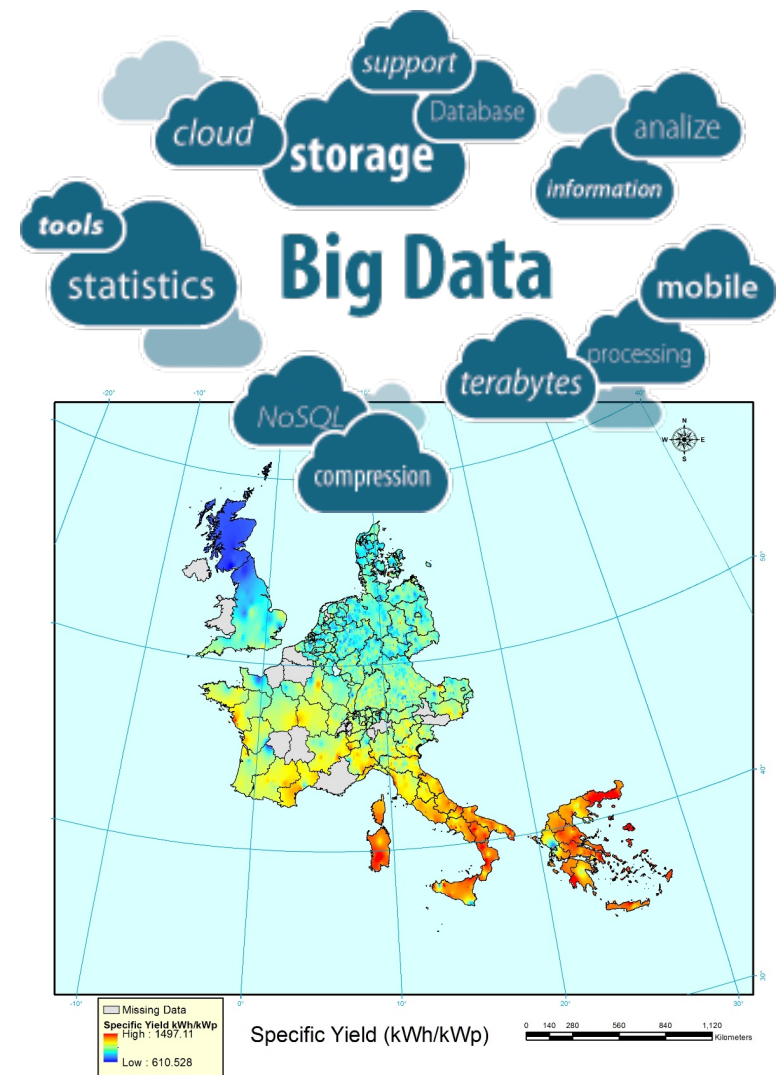 support
Database
cloud
storage
analize
information
tools
statistics
Big Data
mobile
processing
terabytes
NoSQL
compression
-20°
-10°
40°
N
W
E
S
50°
40°
30°
-10°
0°
10°
20°
30°
Missing Data
Specific Yield kWh/kWp
High : 1497.11
Low : 610.528
Specific Yield (kWh/kWp)
0 140 280 560 840 1,120
Kilometers